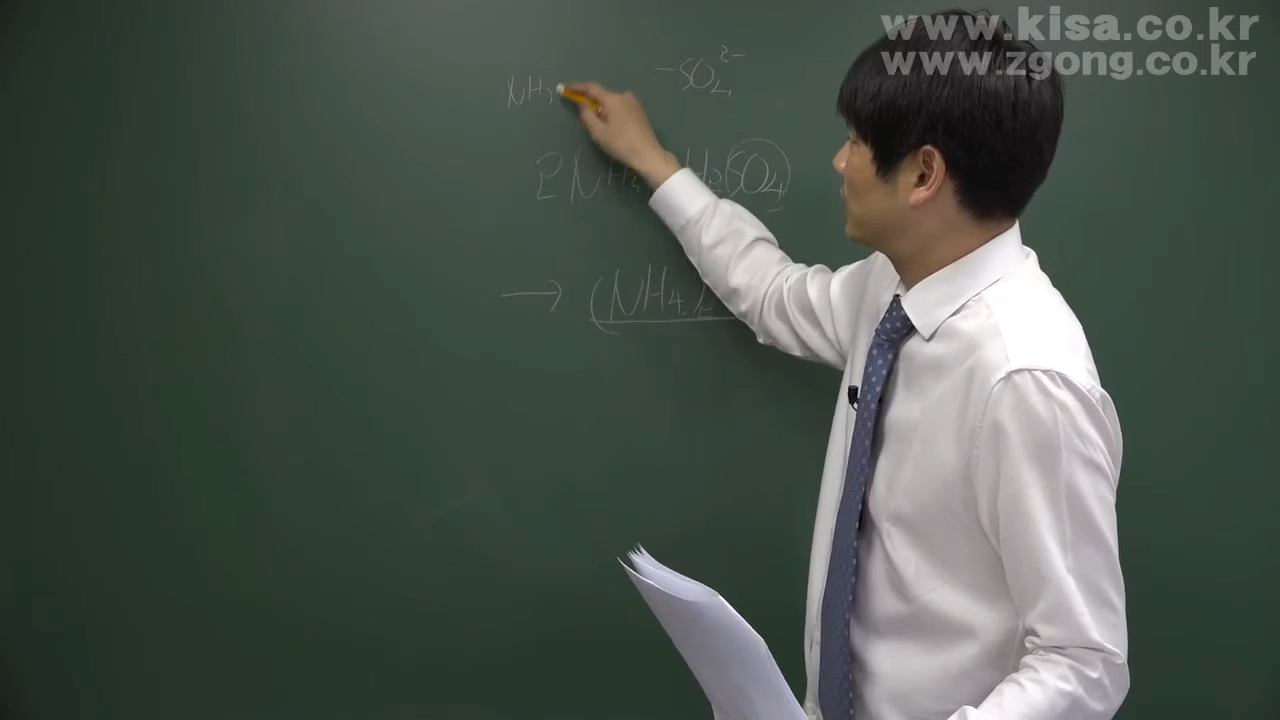 www.kisa.co.kr
www.zgong.co.kr
NH3 -SO4 2-
2NH3 H2SO4
→ (NH4)2